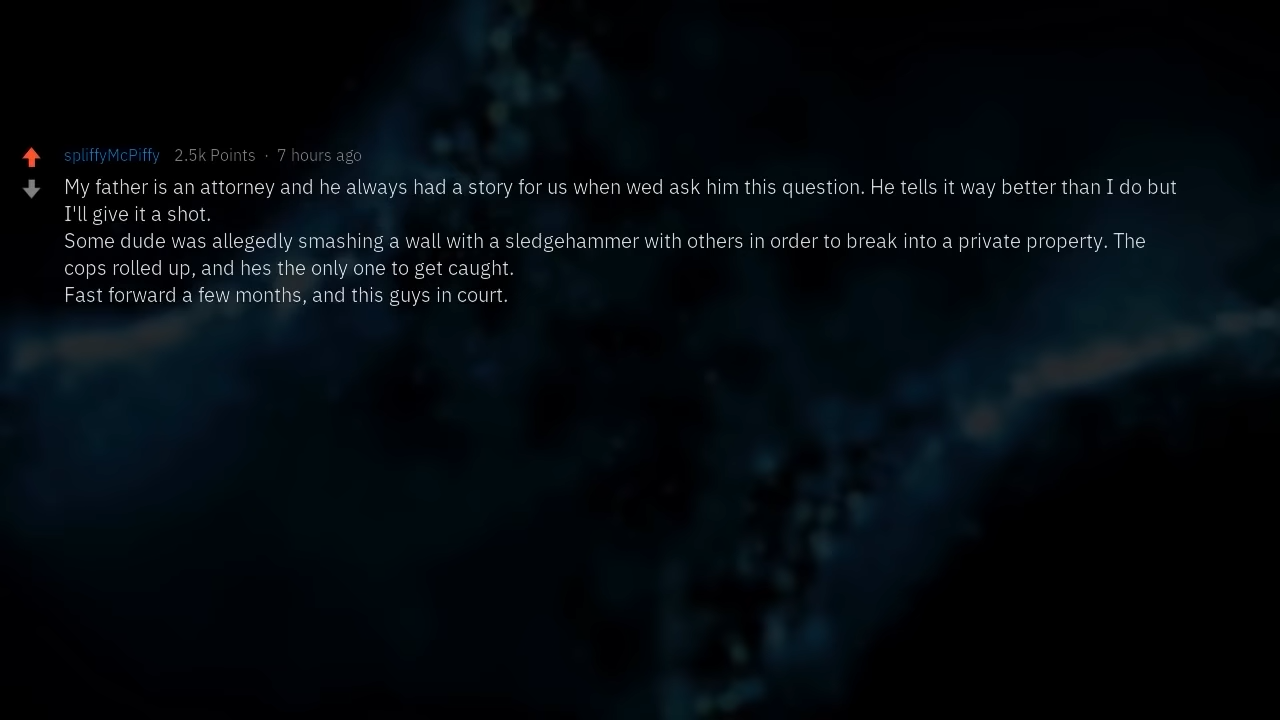 spliffyMcPiffy 2.5k Points · 7 hours ago
My father is an attorney and he always had a story for us when wed ask him this question. He tells it way better than I do but
I'll give it a shot.
Some dude was allegedly smashing a wall with a sledgehammer with others in order to break into a private property. The
cops rolled up, and hes the only one to get caught.
Fast forward a few months, and this guys in court.